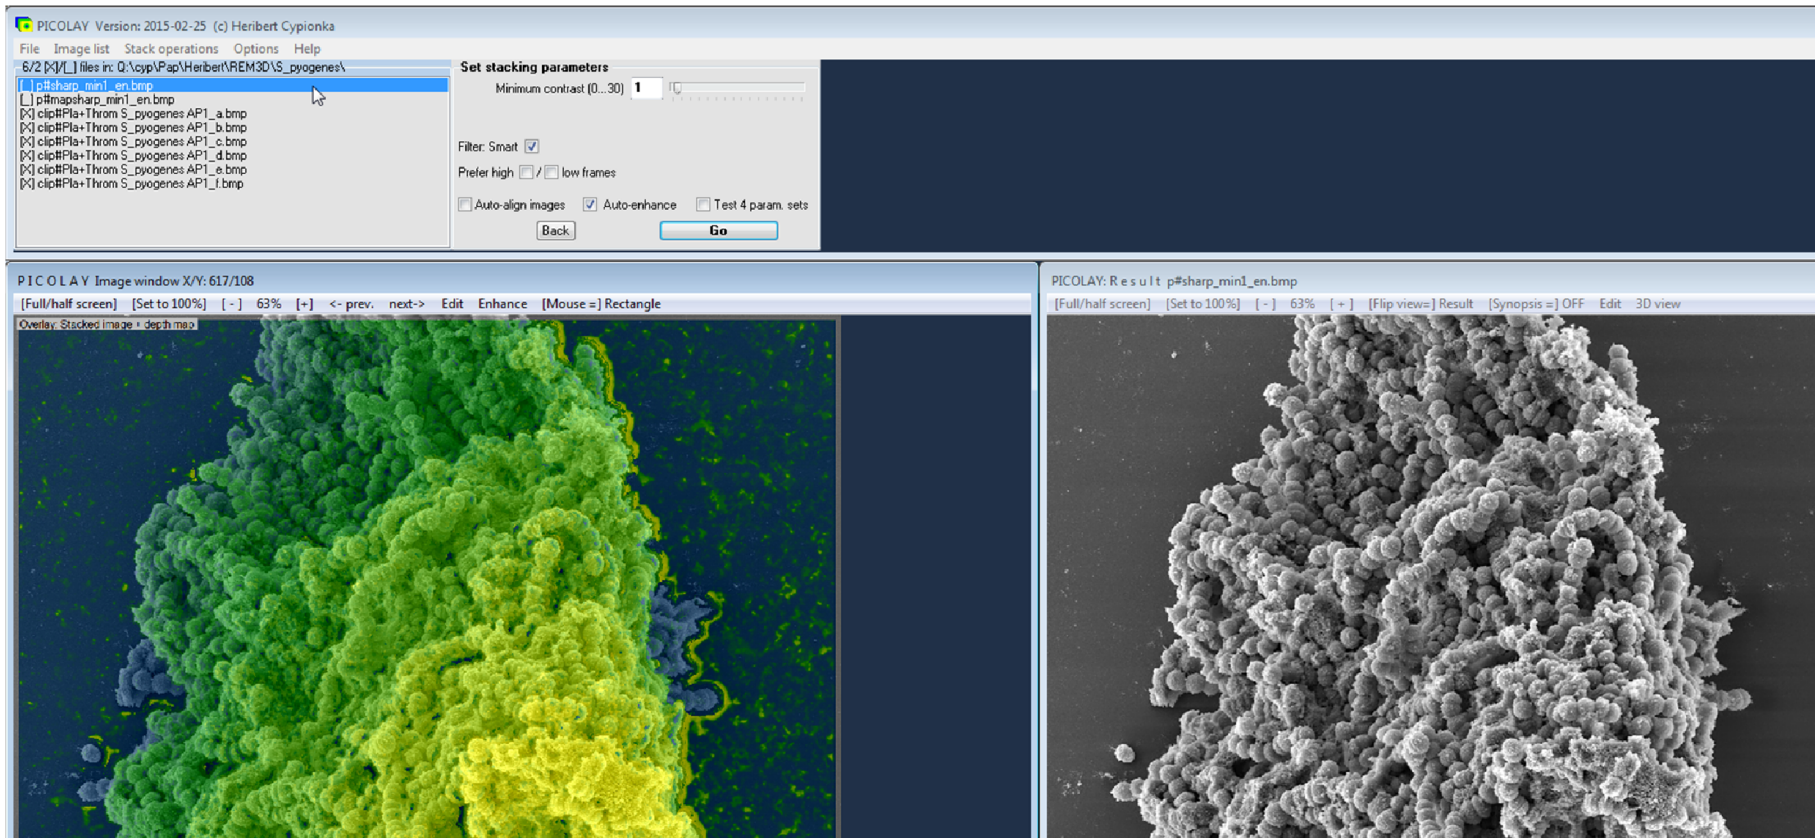 PICOLAY Version: 2015-02-25 (c) Heribert Cypionka
File Image list Stack operations Options Help
6/2 [X]/[_] files in: Q:\cyp\Pap\Heribert\REM3D\S_pyogenes\
[_] p#sharp_min1_en.bmp
[_] p#mapsharp_min1_en.bmp
[X] clip#Pla+Throm S_pyogenes AP1_a.bmp
[X] clip#Pla+Throm S_pyogenes AP1_b.bmp
[X] clip#Pla+Throm S_pyogenes AP1_c.bmp
[X] clip#Pla+Throm S_pyogenes AP1_d.bmp
[X] clip#Pla+Throm S_pyogenes AP1_e.bmp
[X] clip#Pla+Throm S_pyogenes AP1_f.bmp
Set stacking parameters
Minimum contrast (0...30) 1
Filter: Smart
Prefer high / low frames
Auto-align images Auto-enhance Test 4 param. sets
Back Go
P I C O L A Y Image window X/Y: 617/108
[Full/half screen] [Set to 100%] [ - ] 63% [+] <- prev. next-> Edit Enhance [Mouse =] Rectangle
Overlay: Stacked image + depth map
PICOLAY: R e s u l t p#sharp_min1_en.bmp
[Full/half screen] [Set to 100%] [ - ] 63% [ + ] [Flip view=] Result [Synopsis =] OFF Edit 3D view